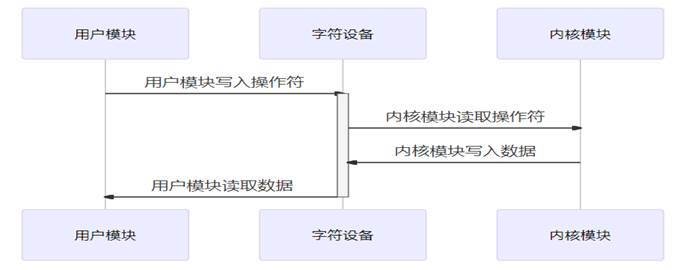 用户模块
字符设备
内核模块
用户模块写入操作符
内核模块读取操作符
内核模块写入数据
用户模块读取数据
用户模块
字符设备
内核模块